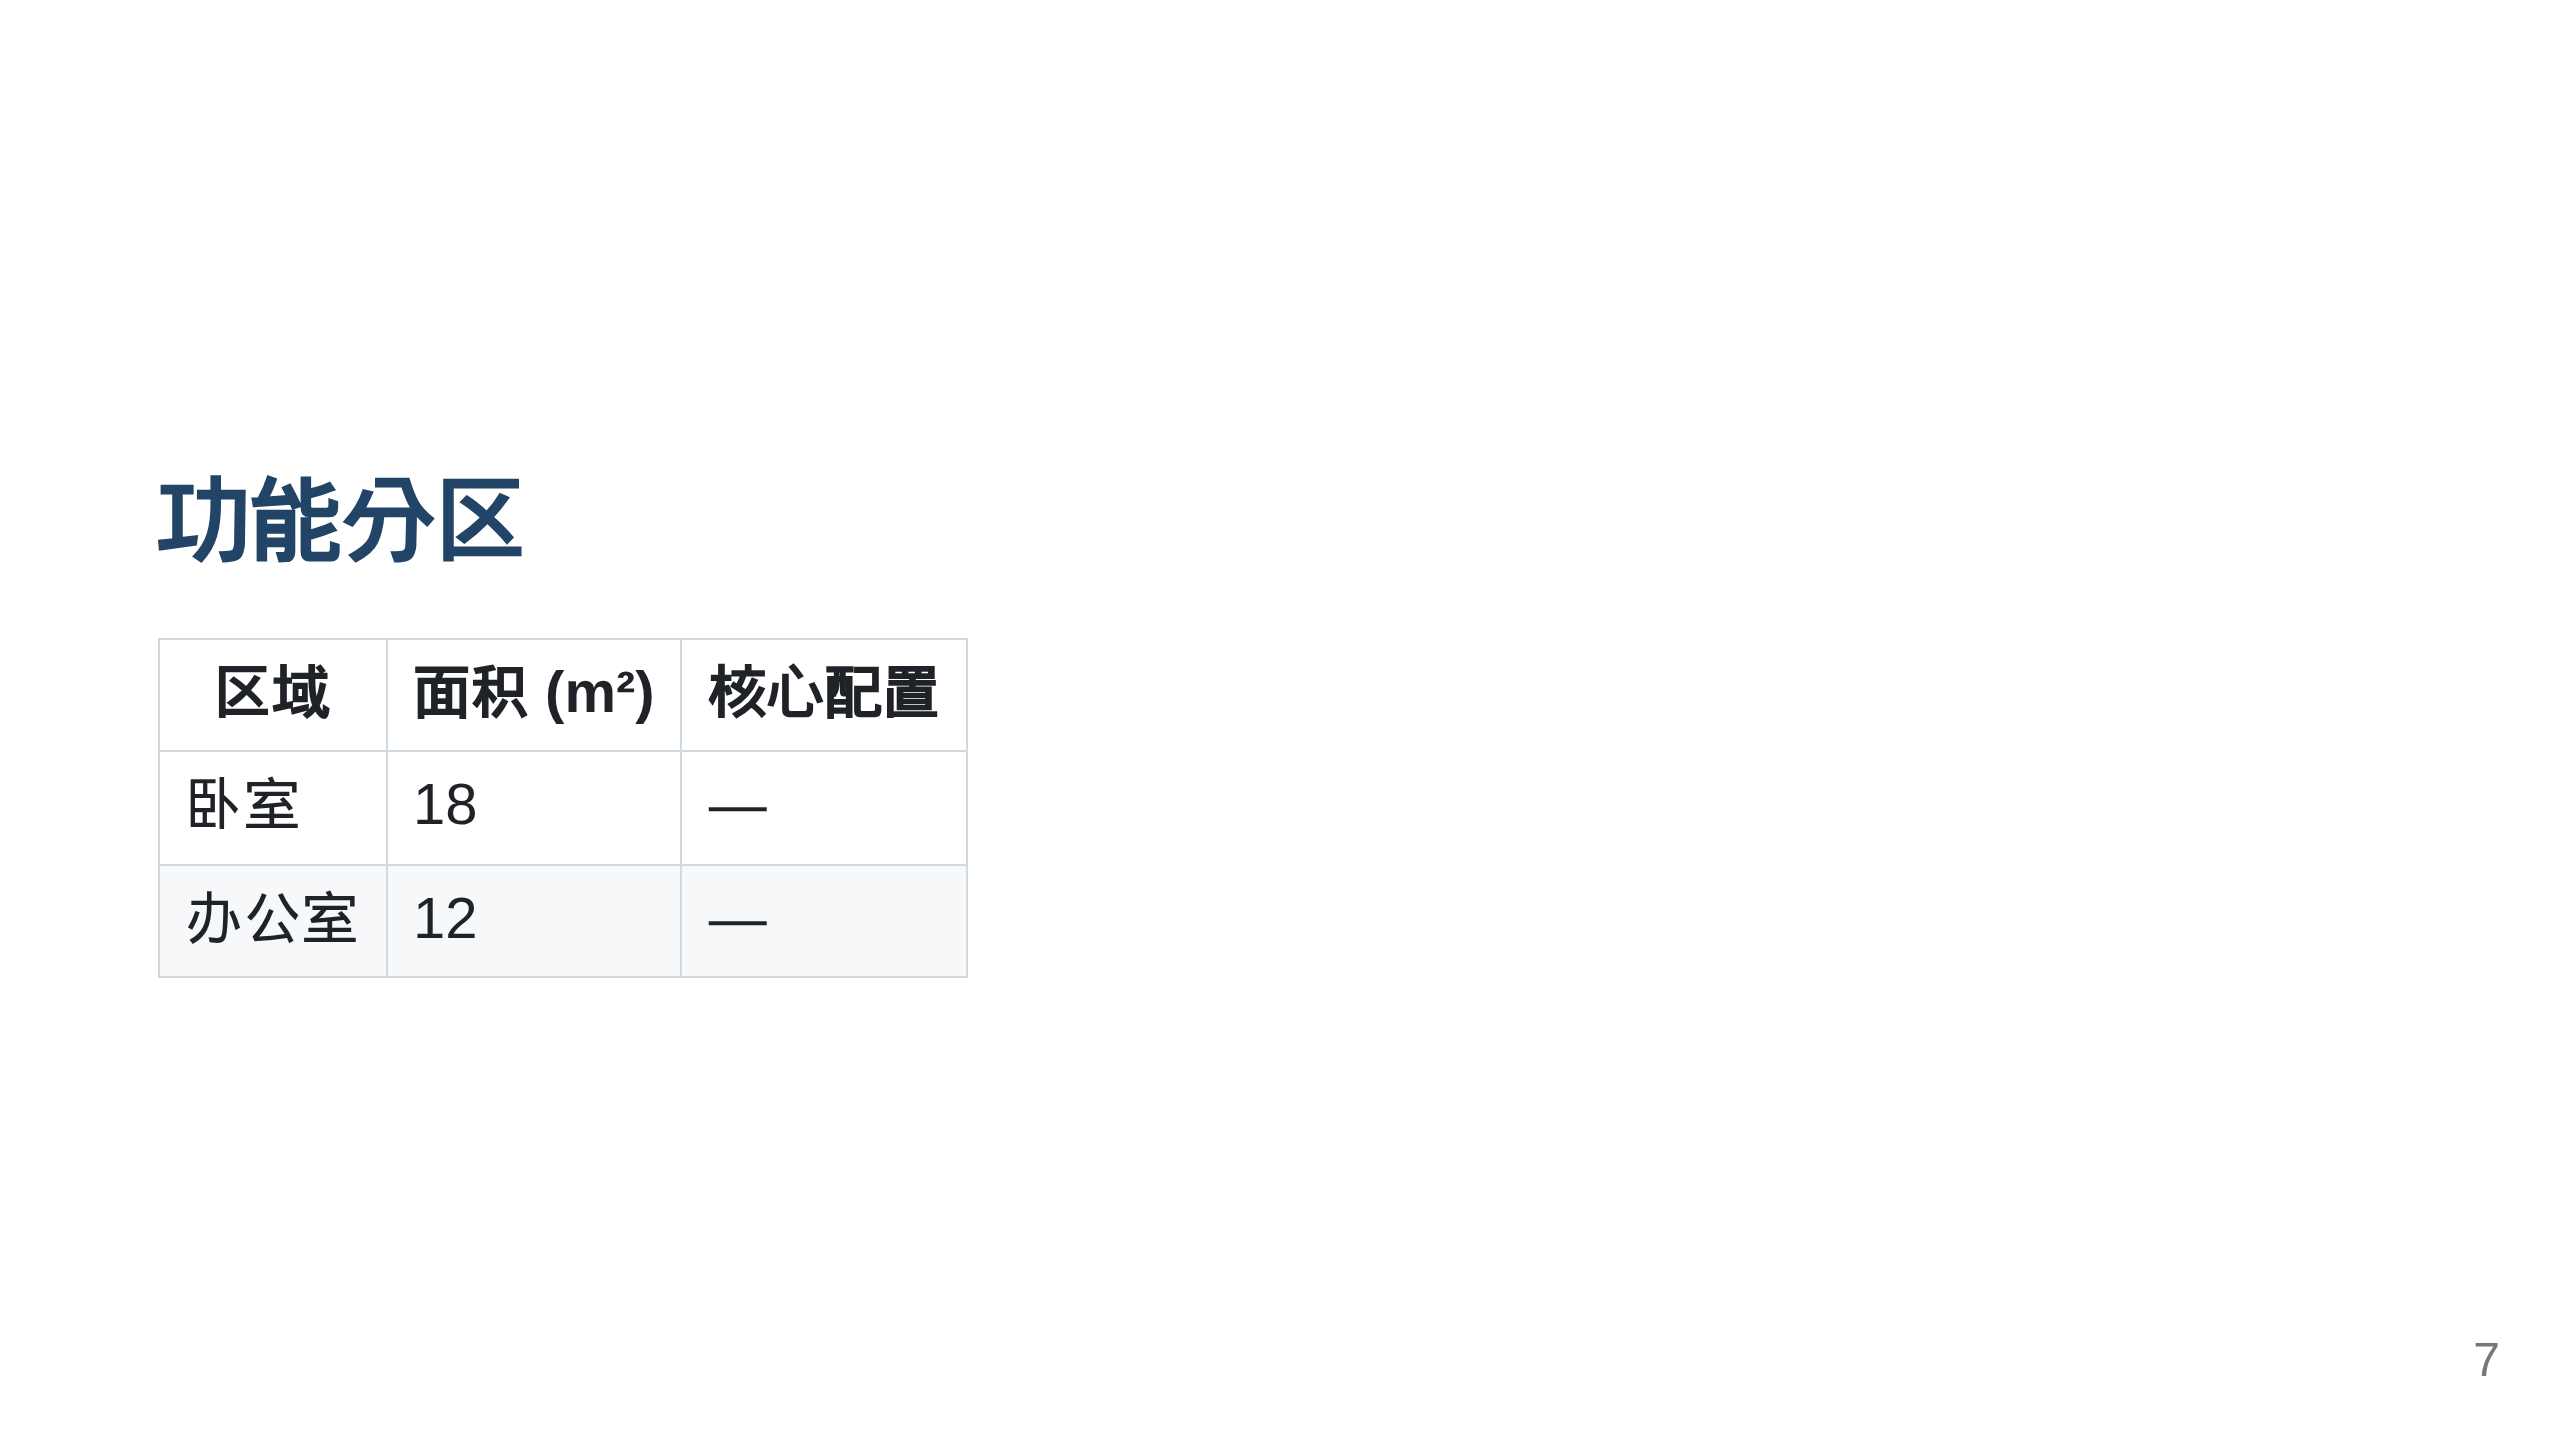 功能分区
区域 面积 (m²) 核心配置
卧室 18 —
办公室 12 —
7